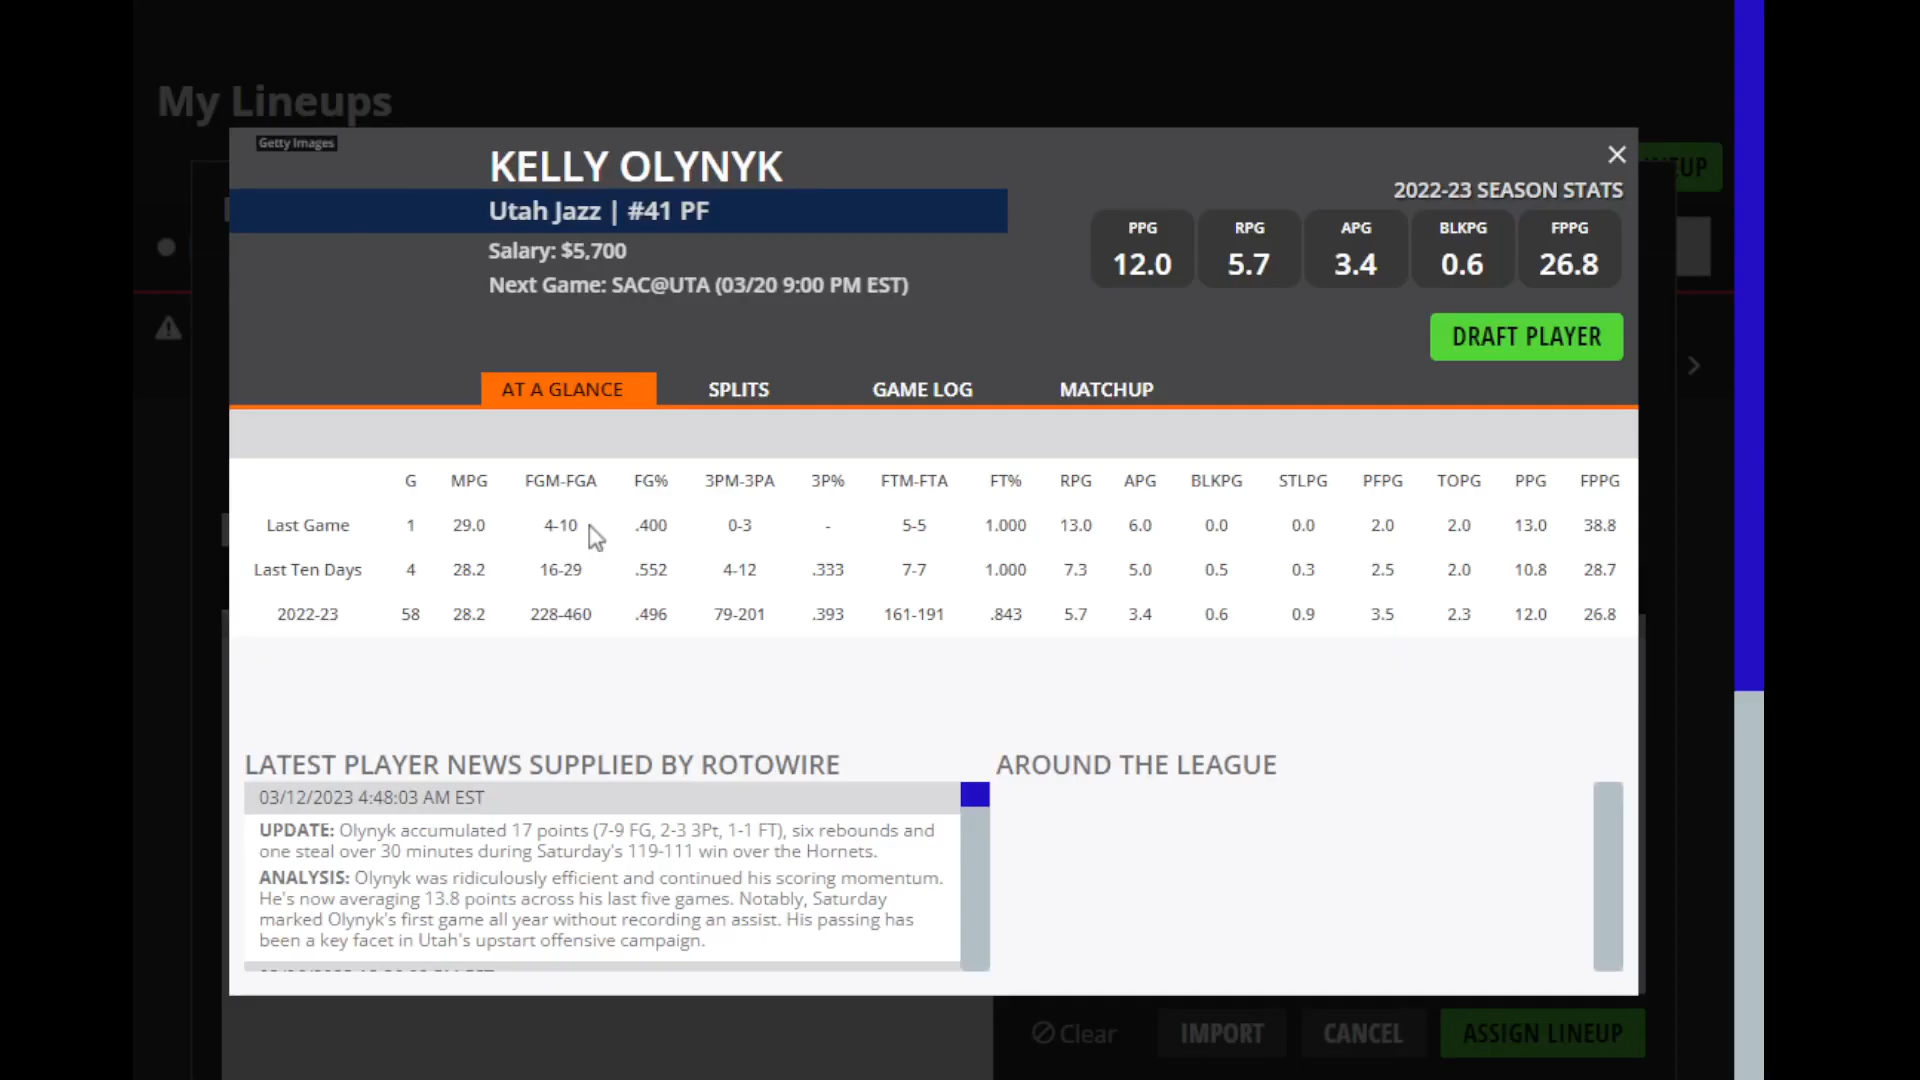 My Lineups
Getty Images
KELLY OLYNYK
Utah Jazz | #41 PF
Salary: $5,700
Next Game: SAC@UTA (03/20 9:00 PM EST)
2022-23 SEASON STATS
PPG RPG APG BLKPG FPPG
12.0 5.7 3.4 0.6 26.8
DRAFT PLAYER
AT A GLANCE SPLITS GAME LOG MATCHUP
G MPG FGM-FGA FG% 3PM-3PA 3P% FTM-FTA FT% RPG APG BLKPG STLPG PFPG TOPG PPG FPPG
Last Game 1 29.0 4-10 .400 0-3 - 5-5 1.000 13.0 6.0 0.0 0.0 2.0 2.0 13.0 38.8
Last Ten Days 4 28.2 16-29 .552 4-12 .333 7-7 1.000 7.3 5.0 0.5 0.3 2.5 2.0 10.8 28.7
2022-23 58 28.2 228-460 .496 79-201 .393 161-191 .843 5.7 3.4 0.6 0.9 3.5 2.3 12.0 26.8
LATEST PLAYER NEWS SUPPLIED BY ROTOWIRE
03/12/2023 4:48:03 AM EST
UPDATE: Olynyk accumulated 17 points (7-9 FG, 2-3 3Pt, 1-1 FT), six rebounds and
one steal over 30 minutes during Saturday's 119-111 win over the Hornets.
ANALYSIS: Olynyk was ridiculously efficient and continued his scoring momentum.
He's now averaging 13.8 points across his last five games. Notably, Saturday
marked Olynyk's first game all year without recording an assist. His passing has
been a key facet in Utah's upstart offensive campaign.
AROUND THE LEAGUE
Clear IMPORT CANCEL ASSIGN LINEUP